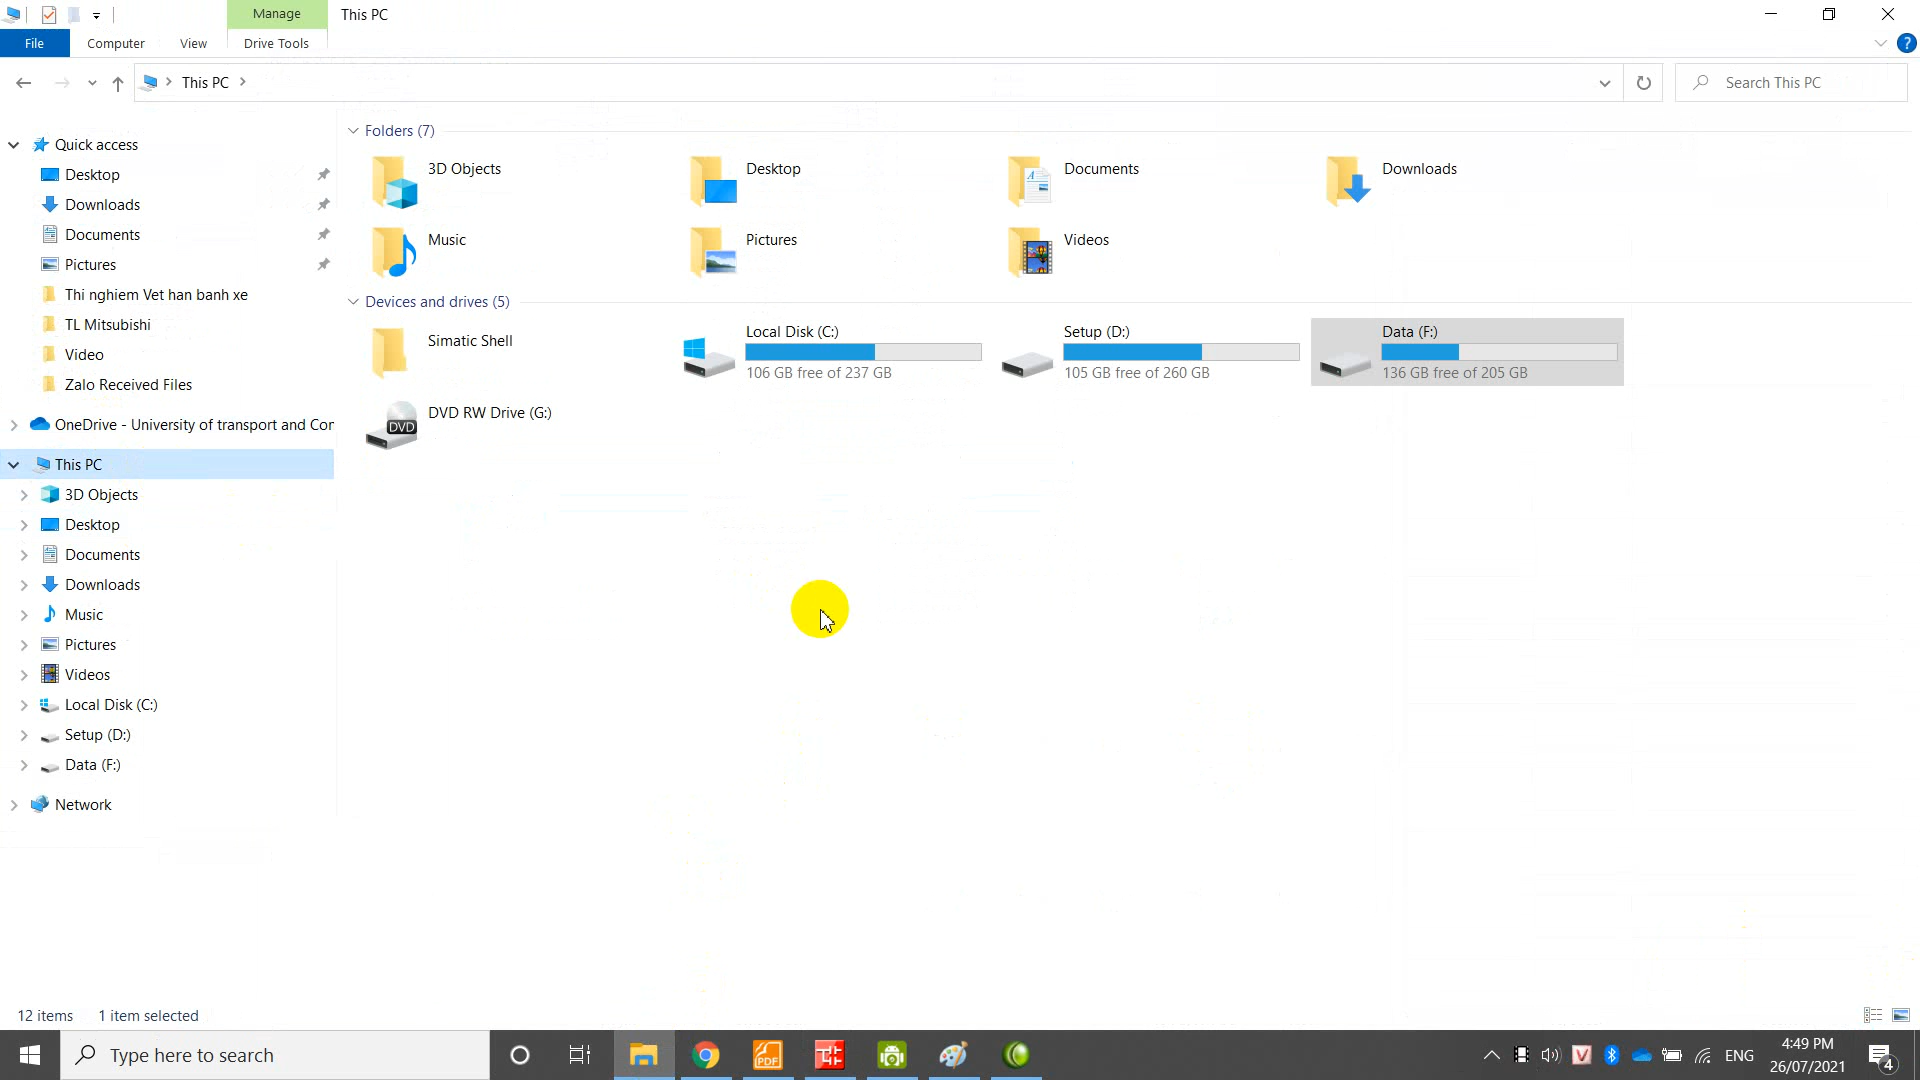 Manage
This PC
File
Computer
View
Drive Tools
This PC
Search This PC
Quick access
Desktop
Downloads
Documents
Pictures
Thi nghiem Vet han banh xe
TL Mitsubishi
Video
Zalo Received Files
OneDrive - University of transport and Cor
This PC
3D Objects
Desktop
Documents
Downloads
Music
Pictures
Videos
Local Disk (C:)
Setup (D:)
Data (F:)
Network
Folders (7)
3D Objects
Desktop
Documents
Downloads
Music
Pictures
Videos
Devices and drives (5)
Simatic Shell
Local Disk (C:)
106 GB free of 237 GB
Setup (D:)
105 GB free of 260 GB
Data (F:)
136 GB free of 205 GB
DVD
DVD RW Drive (G:)
12 items
1 item selected
Type here to search
PDF
ENG
4:49 PM
26/07/2021
4